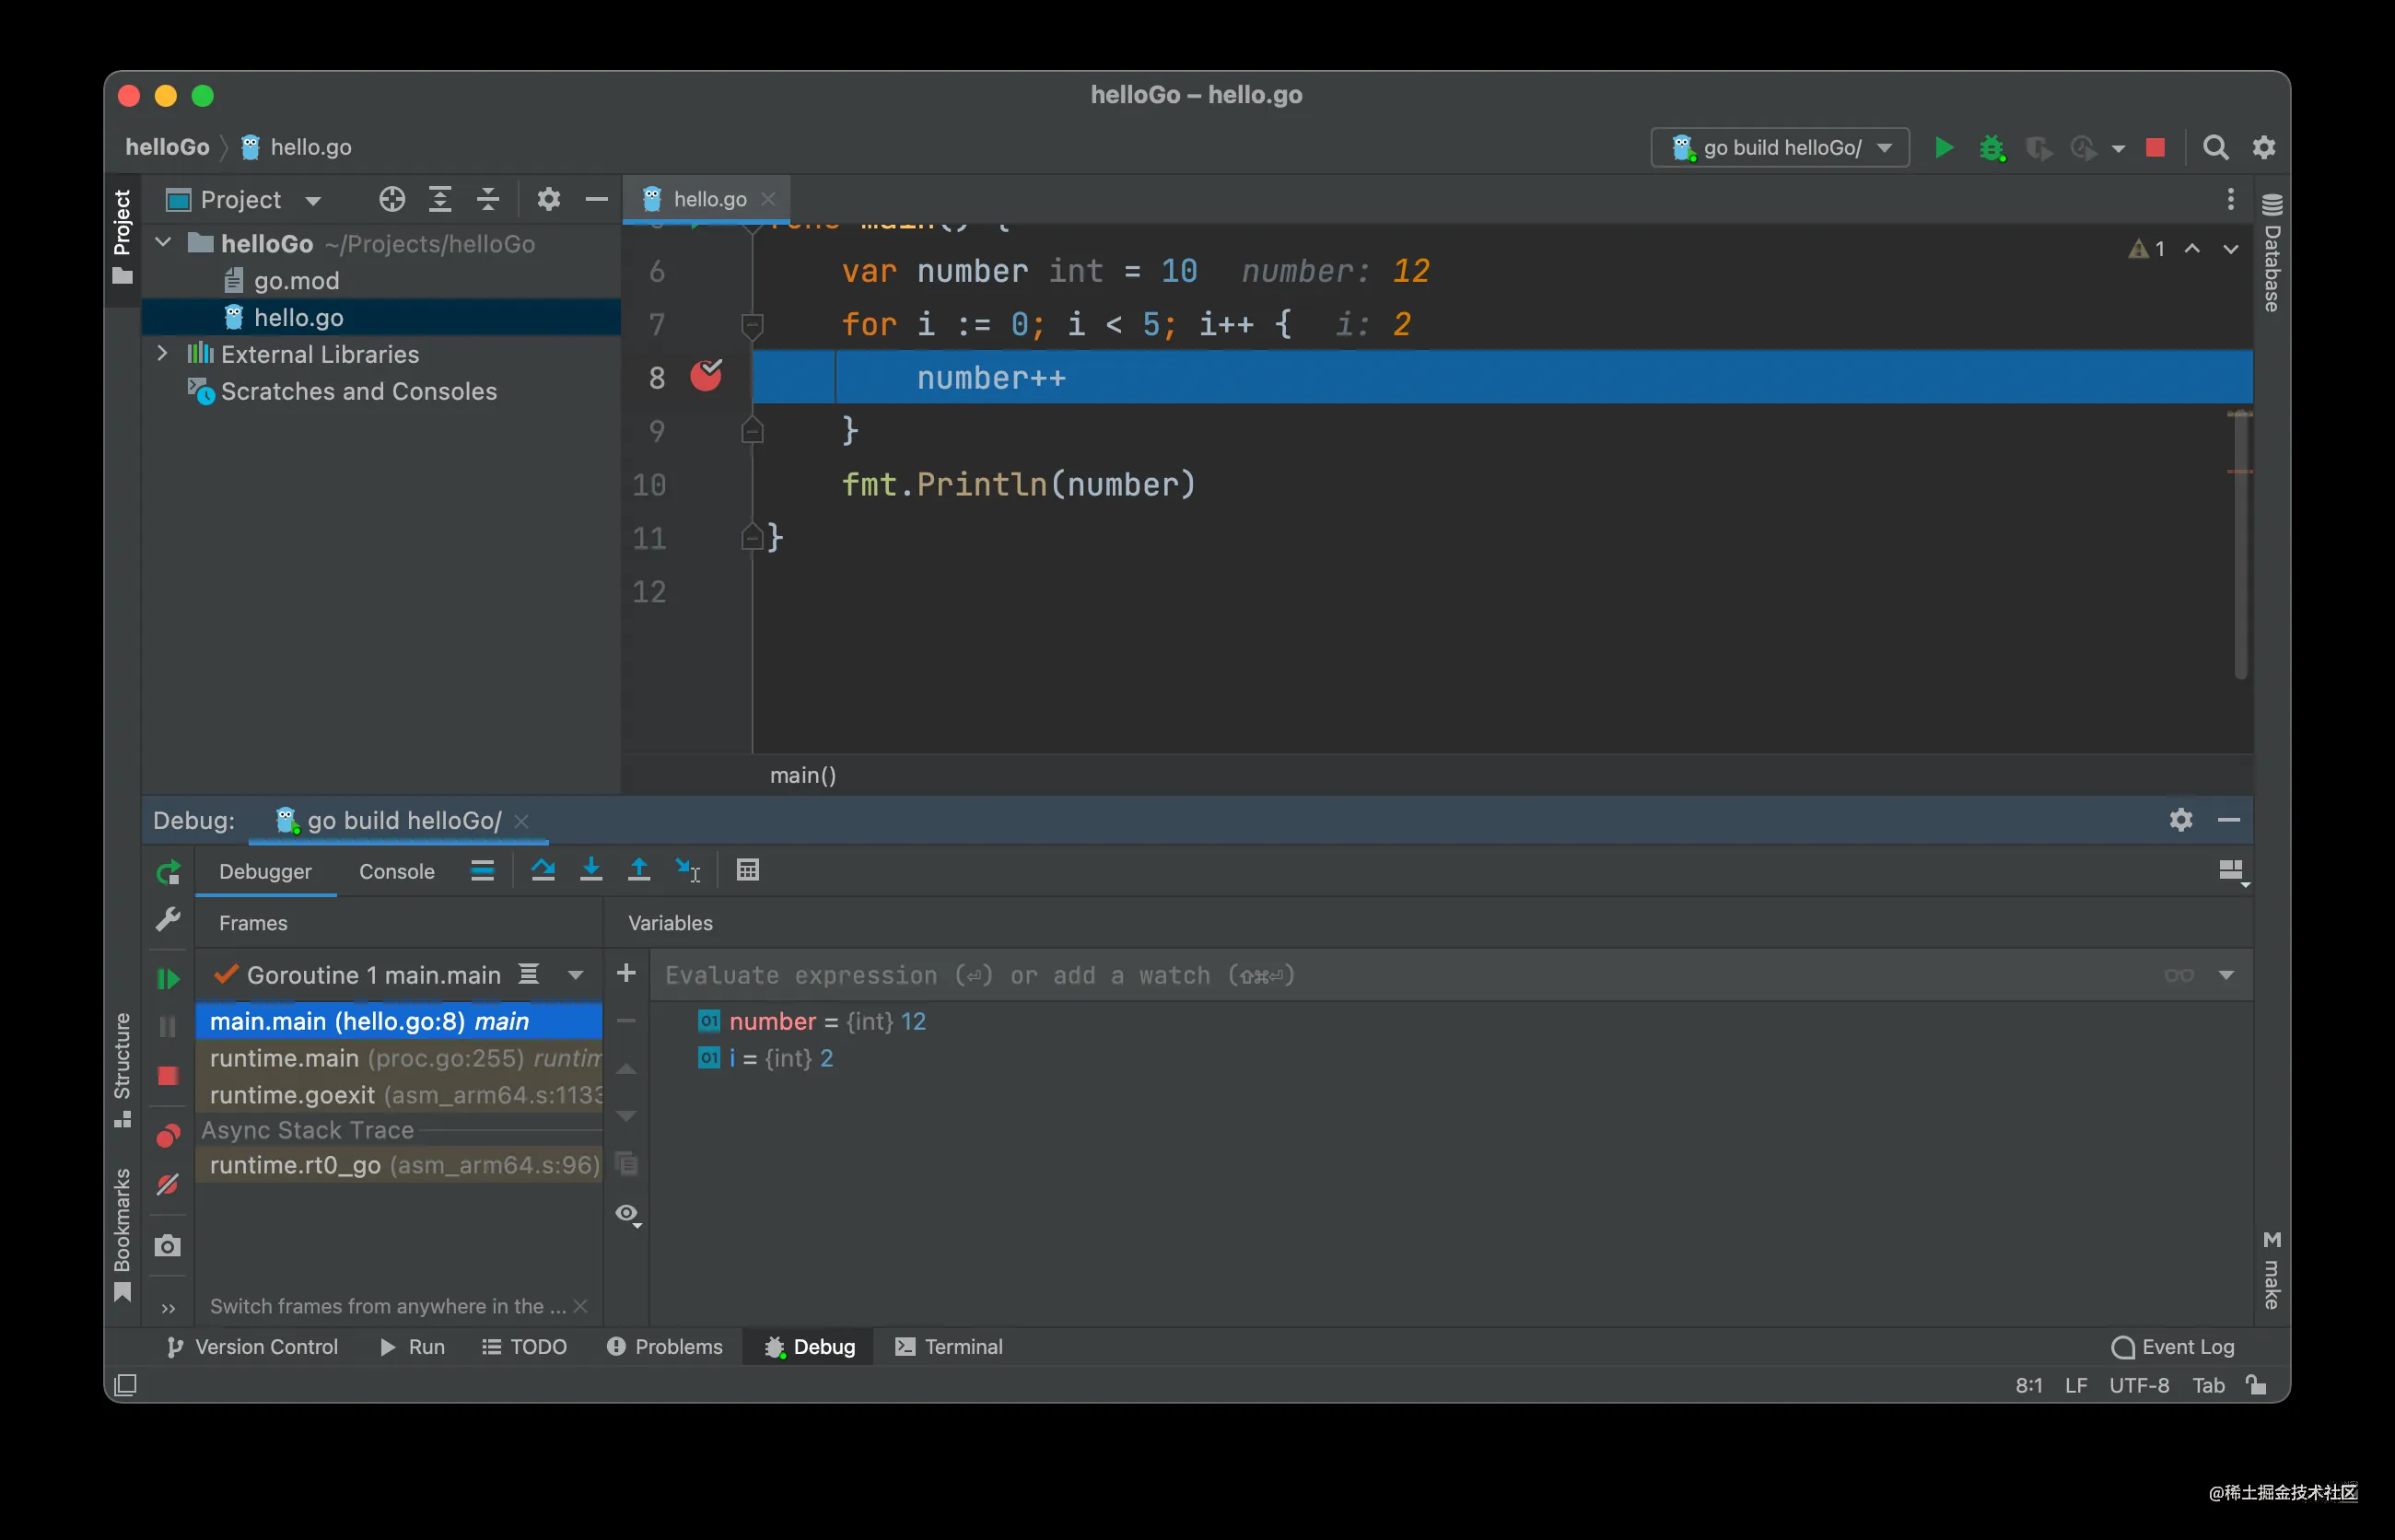 helloGo – hello.go
helloGo hello.go
go build helloGo/
Project
Project
hello.go
helloGo ~/Projects/helloGo
go.mod
hello.go
External Libraries
Scratches and Consoles
func main() {
1
6 var number int = 10 number: 12
7 for i := 0; i < 5; i++ { i: 2
8 number++
9 }
10 fmt.Println(number)
11 }
12
main()
Database
Debug: go build helloGo/
Debugger Console
Frames
Variables
Goroutine 1 main.main
Evaluate expression (⏎) or add a watch (⇧⌘⏎)
main.main (hello.go:8) main
01 number = {int} 12
runtime.main (proc.go:255) runtim
01 i = {int} 2
runtime.goexit (asm_arm64.s:1133
Async Stack Trace
runtime.rt0_go (asm_arm64.s:96)
Switch frames from anywhere in the ...
Structure
Bookmarks
M make
Version Control Run TODO Problems Debug Terminal Event Log
8:1 LF UTF-8 Tab
@稀土掘金技术社区